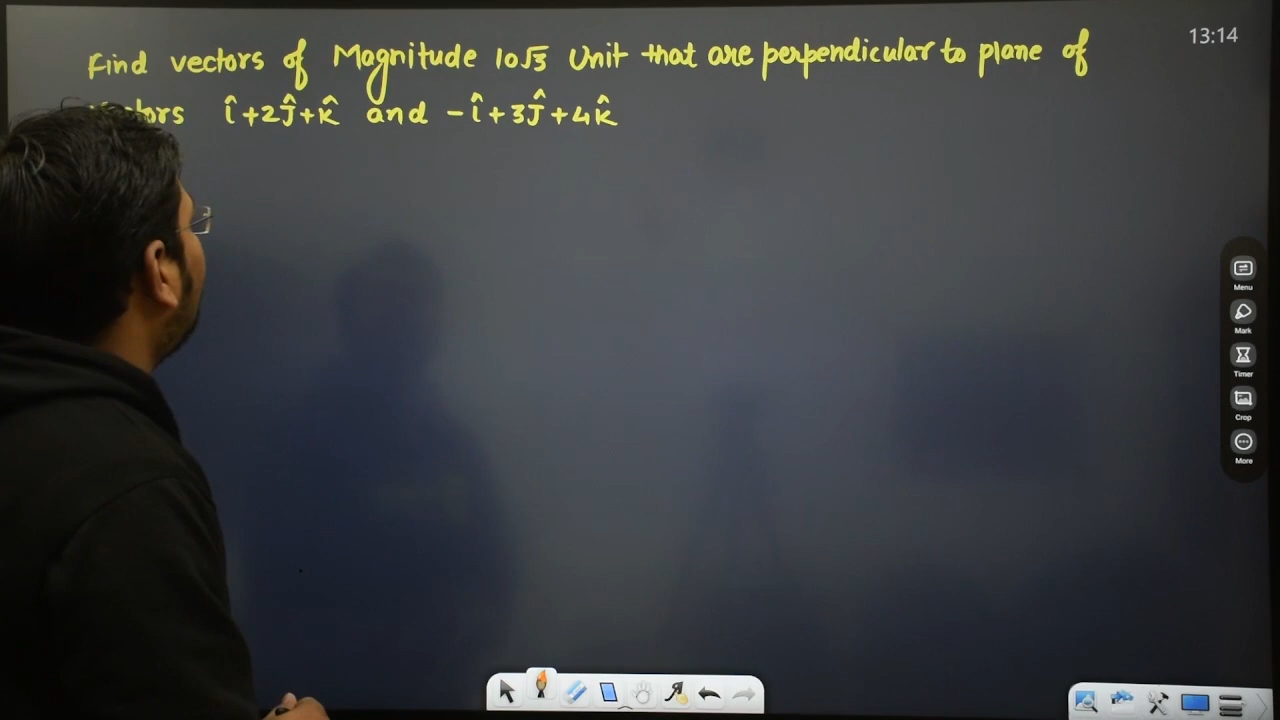 13:14
Find vectors of Magnitude 10√3 Unit that are perpendicular to plane of
î+2ĵ+k̂ and -î+3ĵ+4k̂
Menu
Mark
Timer
Crop
More